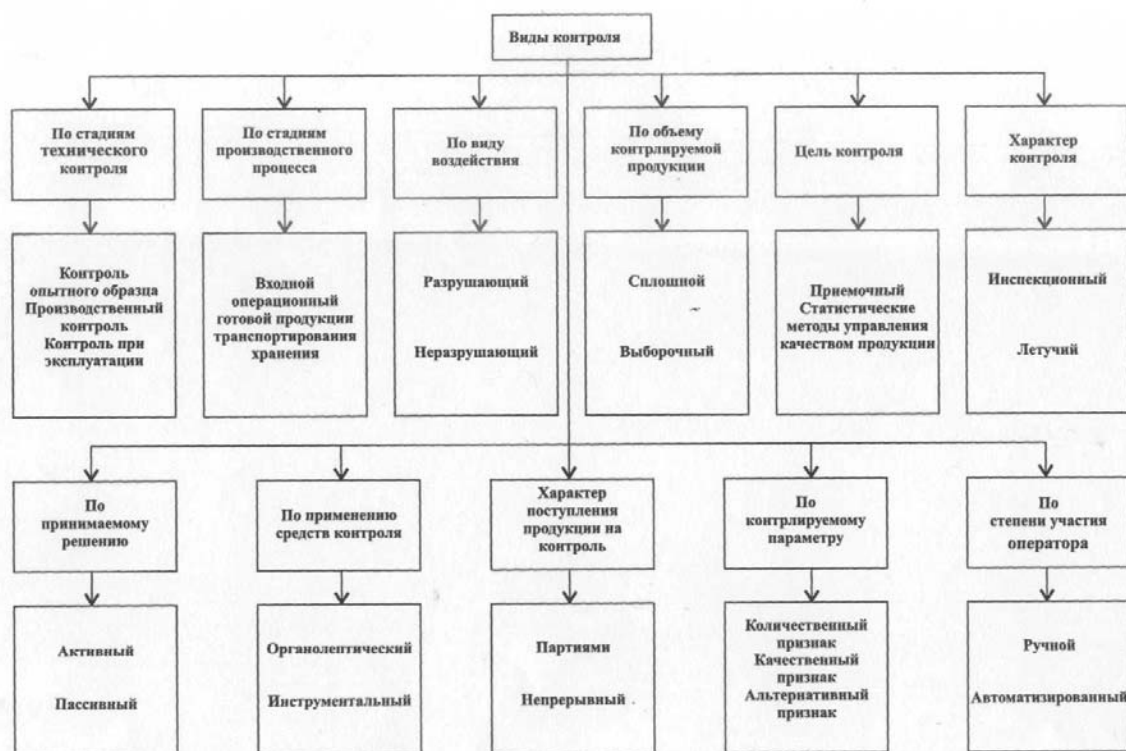 Виды контроля
По стадиям
технического
контроля
По стадиям
производственного
процесса
По виду
воздействия
По объему
контрлируемой
продукции
Цель контроля
Характер
контроля
Контроль
опытного образца
Производственный
контроль
Контроль при
эксплуатации
Входной
операционный
готовой продукции
транспортирования
хранения
Разрушающий
Неразрушающий
Сплошной
Выборочный
Приемочный
Статистические
методы управления
качеством продукции
Инспекционный
Летучий
По
принимаемому
решению
По применению
средств контроля
Характер
поступления
продукции на
контроль
По
контрлируемому
параметру
По
степени участия
оператора
Активный
Пассивный
Органолептический
Инструментальный
Партиями
Непрерывный
Количественный
признак
Качественный
признак
Альтернативный
признак
Ручной
Автоматизированный